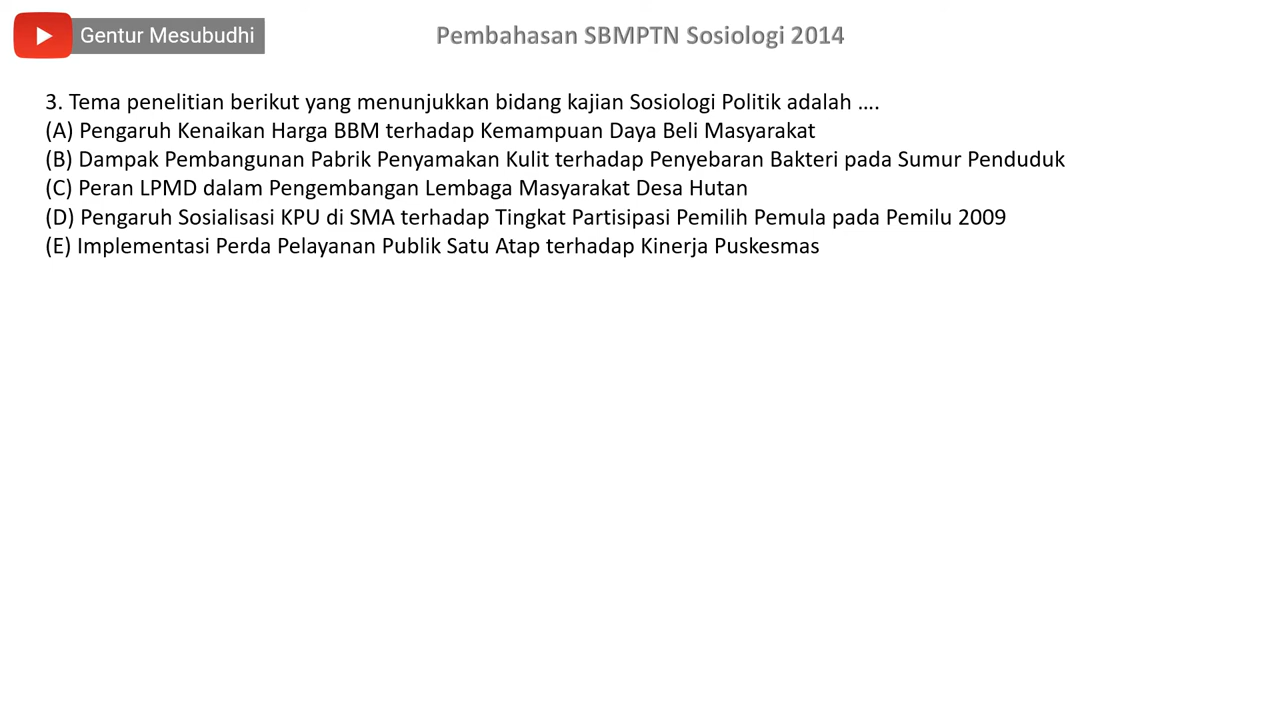 Gentur Mesubudhi
Pembahasan SBMPTN Sosiologi 2014
3. Tema penelitian berikut yang menunjukkan bidang kajian Sosiologi Politik adalah ....
(A) Pengaruh Kenaikan Harga BBM terhadap Kemampuan Daya Beli Masyarakat
(B) Dampak Pembangunan Pabrik Penyamakan Kulit terhadap Penyebaran Bakteri pada Sumur Penduduk
(C) Peran LPMD dalam Pengembangan Lembaga Masyarakat Desa Hutan
(D) Pengaruh Sosialisasi KPU di SMA terhadap Tingkat Partisipasi Pemilih Pemula pada Pemilu 2009
(E) Implementasi Perda Pelayanan Publik Satu Atap terhadap Kinerja Puskesmas